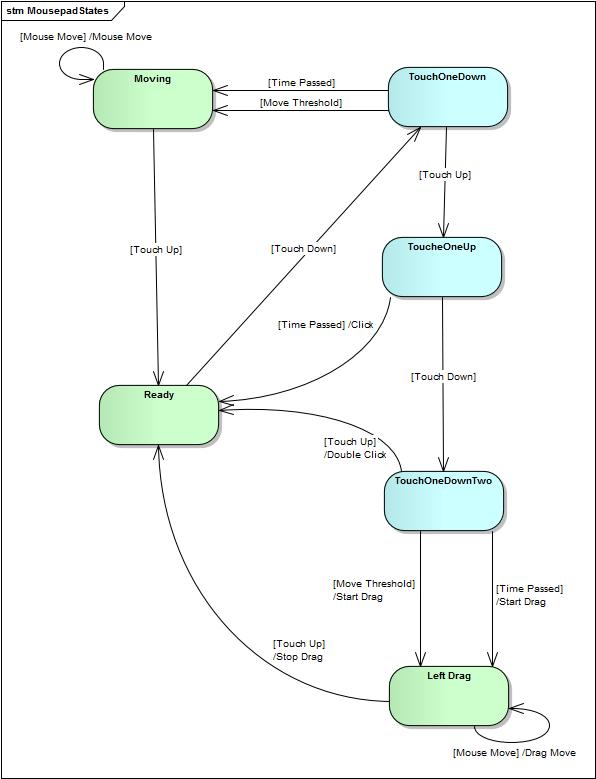 stm MousepadStates
[Mouse Move] /Mouse Move
Moving
TouchOneDown
[Time Passed]
[Move Threshold]
[Touch Up]
[Touch Up]
[Touch Down]
ToucheOneUp
[Time Passed] /Click
[Touch Down]
Ready
[Touch Up]
/Double Click
TouchOneDownTwo
[Move Threshold]
/Start Drag
[Time Passed]
/Start Drag
[Touch Up]
/Stop Drag
Left Drag
[Mouse Move] /Drag Move